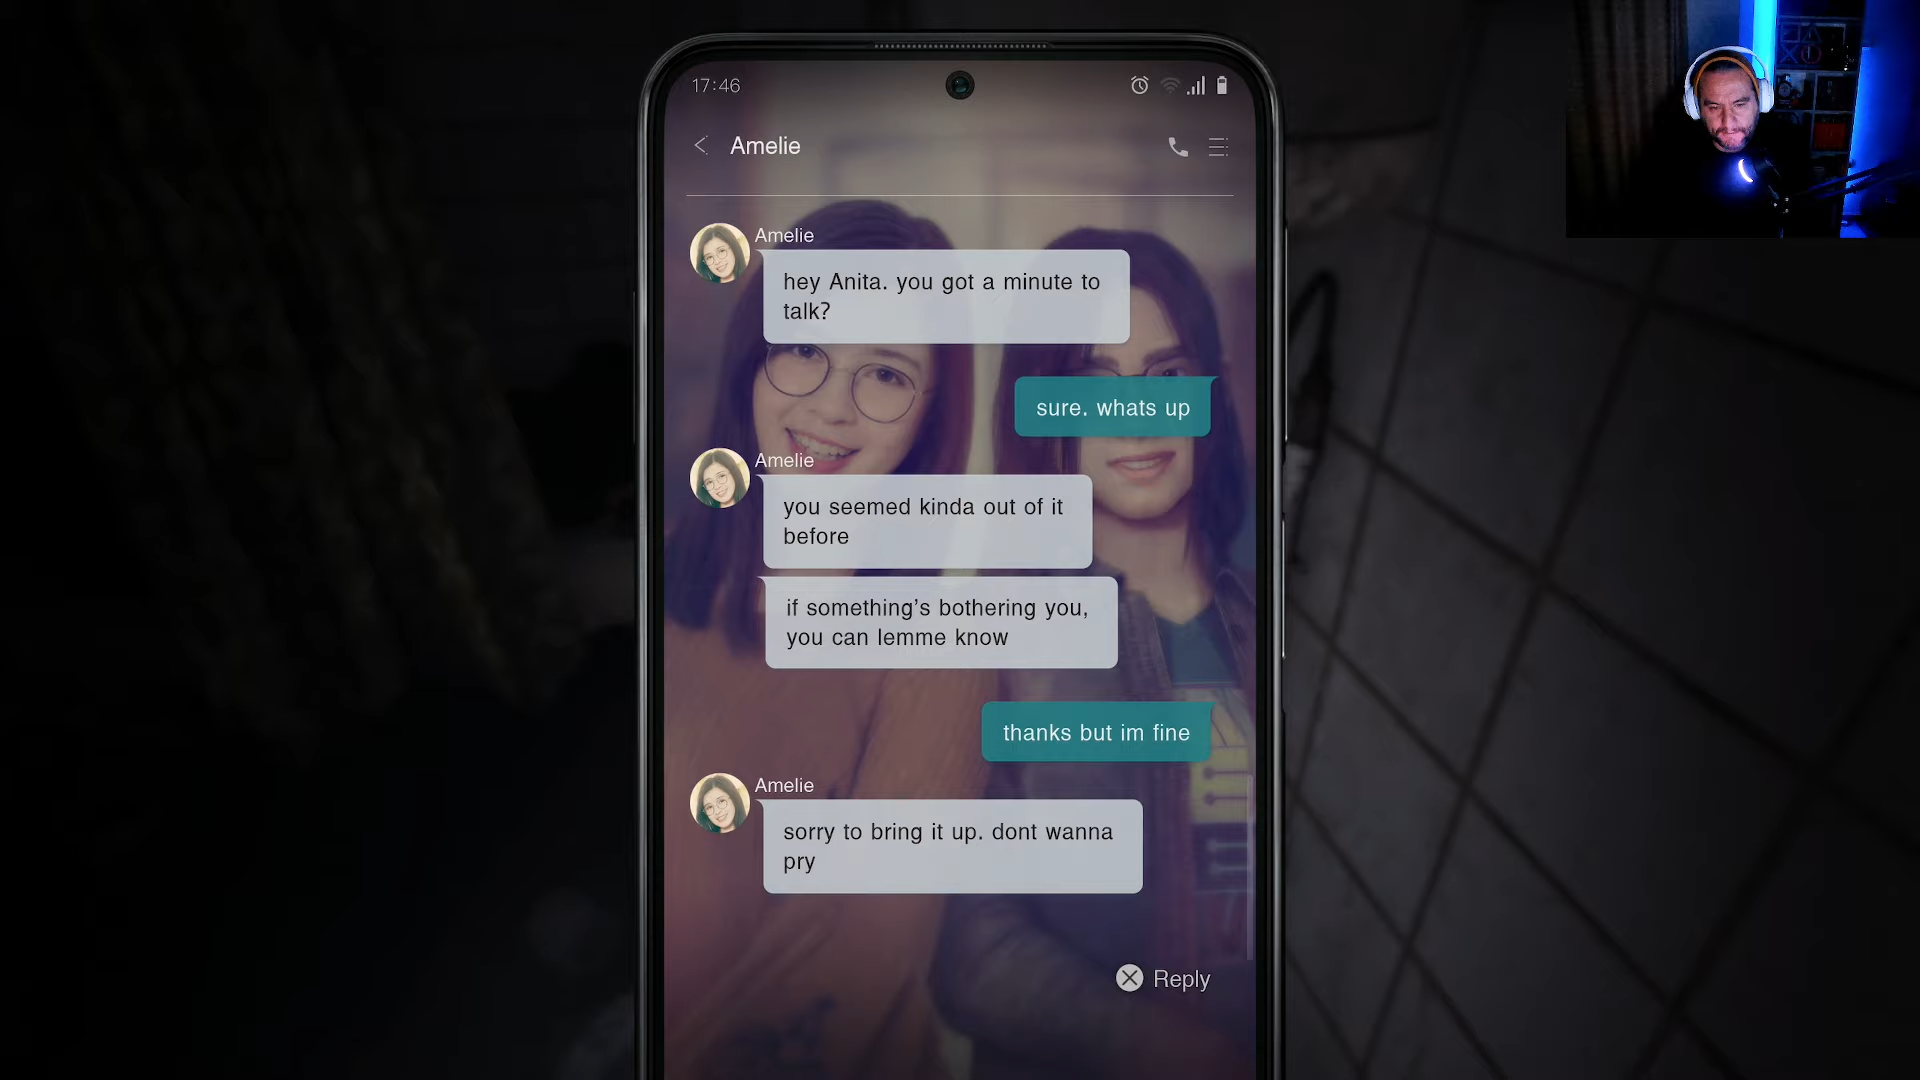 17:46
Amelie
Amelie
hey Anita. you got a minute to
talk?
sure. whats up
Amelie
you seemed kinda out of it
before
if something’s bothering you,
you can lemme know
thanks but im fine
Amelie
sorry to bring it up. dont wanna
pry
Reply